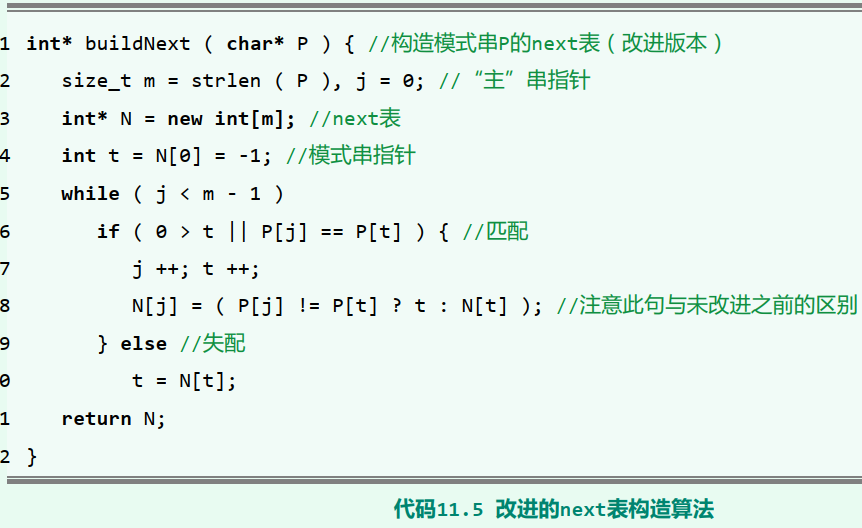 1 int* buildNext ( char* P ) { //构造模式串P的next表（改进版本）
2 size_t m = strlen ( P ), j = 0; //“主”串指针
3 int* N = new int[m]; //next表
4 int t = N[0] = -1; //模式串指针
5 while ( j < m - 1 )
6 if ( 0 > t || P[j] == P[t] ) { //匹配
7 j ++; t ++;
8 N[j] = ( P[j] != P[t] ? t : N[t] ); //注意此句与未改进之前的区别
9 } else //失配
0 t = N[t];
1 return N;
2 }
代码11.5 改进的next表构造算法